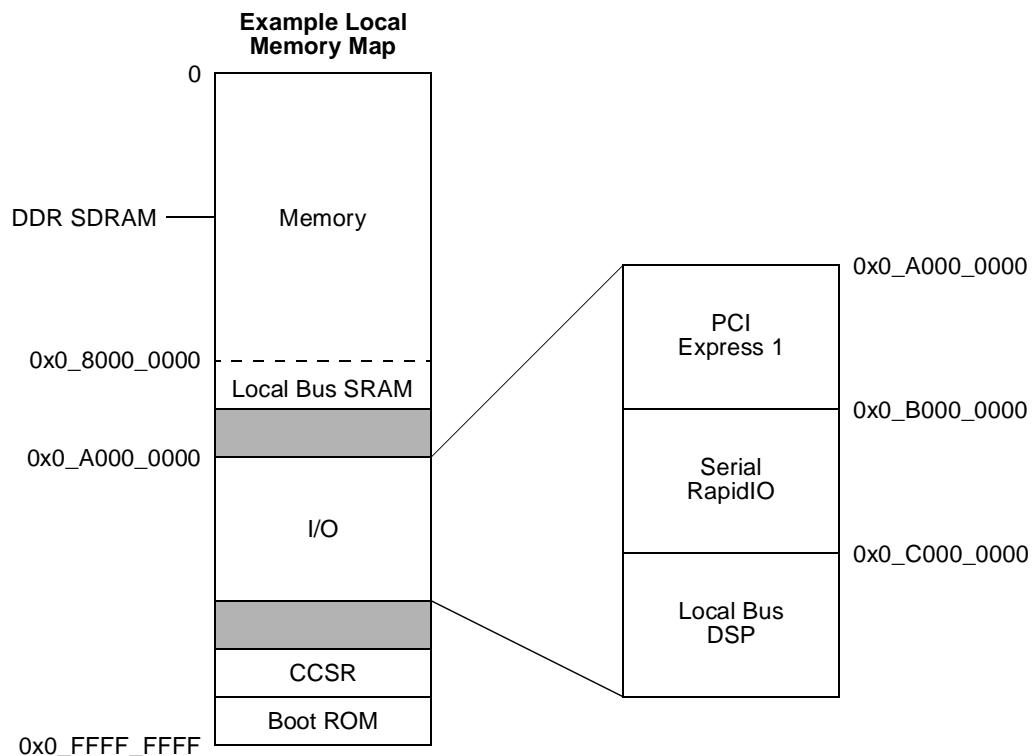 Example Local
Memory Map
0
DDR SDRAM
Memory
0x0_8000_0000
Local Bus SRAM
0x0_A000_0000
I/O
CCSR
Boot ROM
0x0_FFFF_FFFF
0x0_A000_0000
PCI
Express 1
0x0_B000_0000
Serial
RapidIO
0x0_C000_0000
Local Bus
DSP